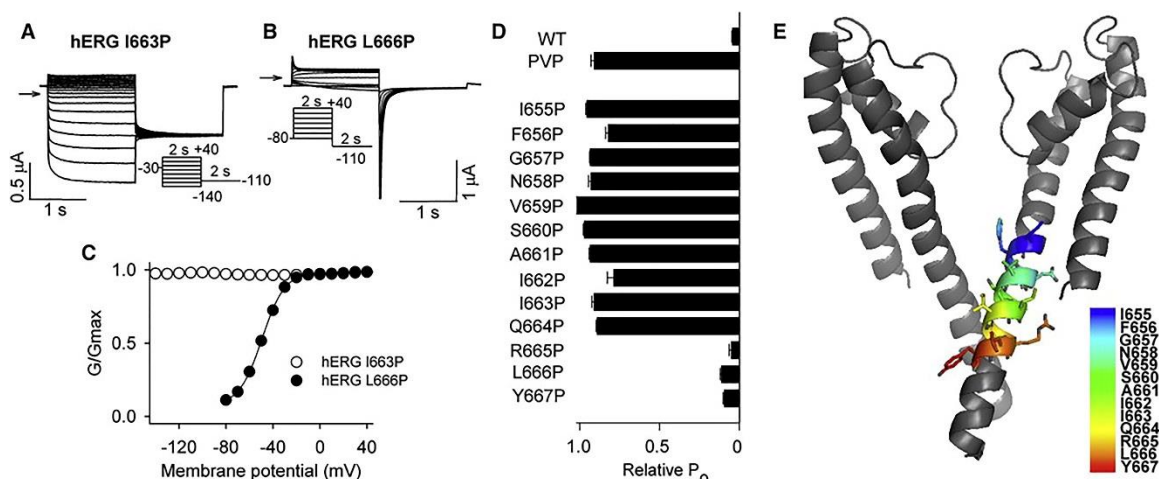 A
hERG I663P
2 s +40
-30
2 s
-110
-140
0.5 µA
1 s
B
hERG L666P
2 s +40
-80
2 s
-110
1 µA
1 s
C
1.0
0.5
0.0
G/Gmax
hERG I663P
hERG L666P
-120 -80 -40 0 40
Membrane potential (mV)
D
WT
PVP
I655P
F656P
G657P
N658P
V659P
S660P
A661P
I662P
I663P
Q664P
R665P
L666P
Y667P
1.0 0.5 0
Relative Po
E
I655
F656
G657
N658
V659
S660
A661
I662
I663
Q664
R665
L666
Y667